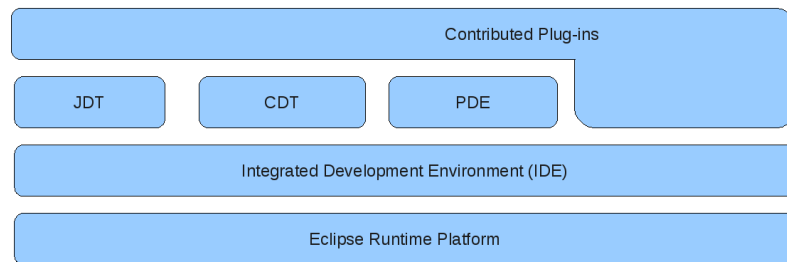 Contributed Plug-ins
JDT
CDT
PDE
Integrated Development Environment (IDE)
Eclipse Runtime Platform